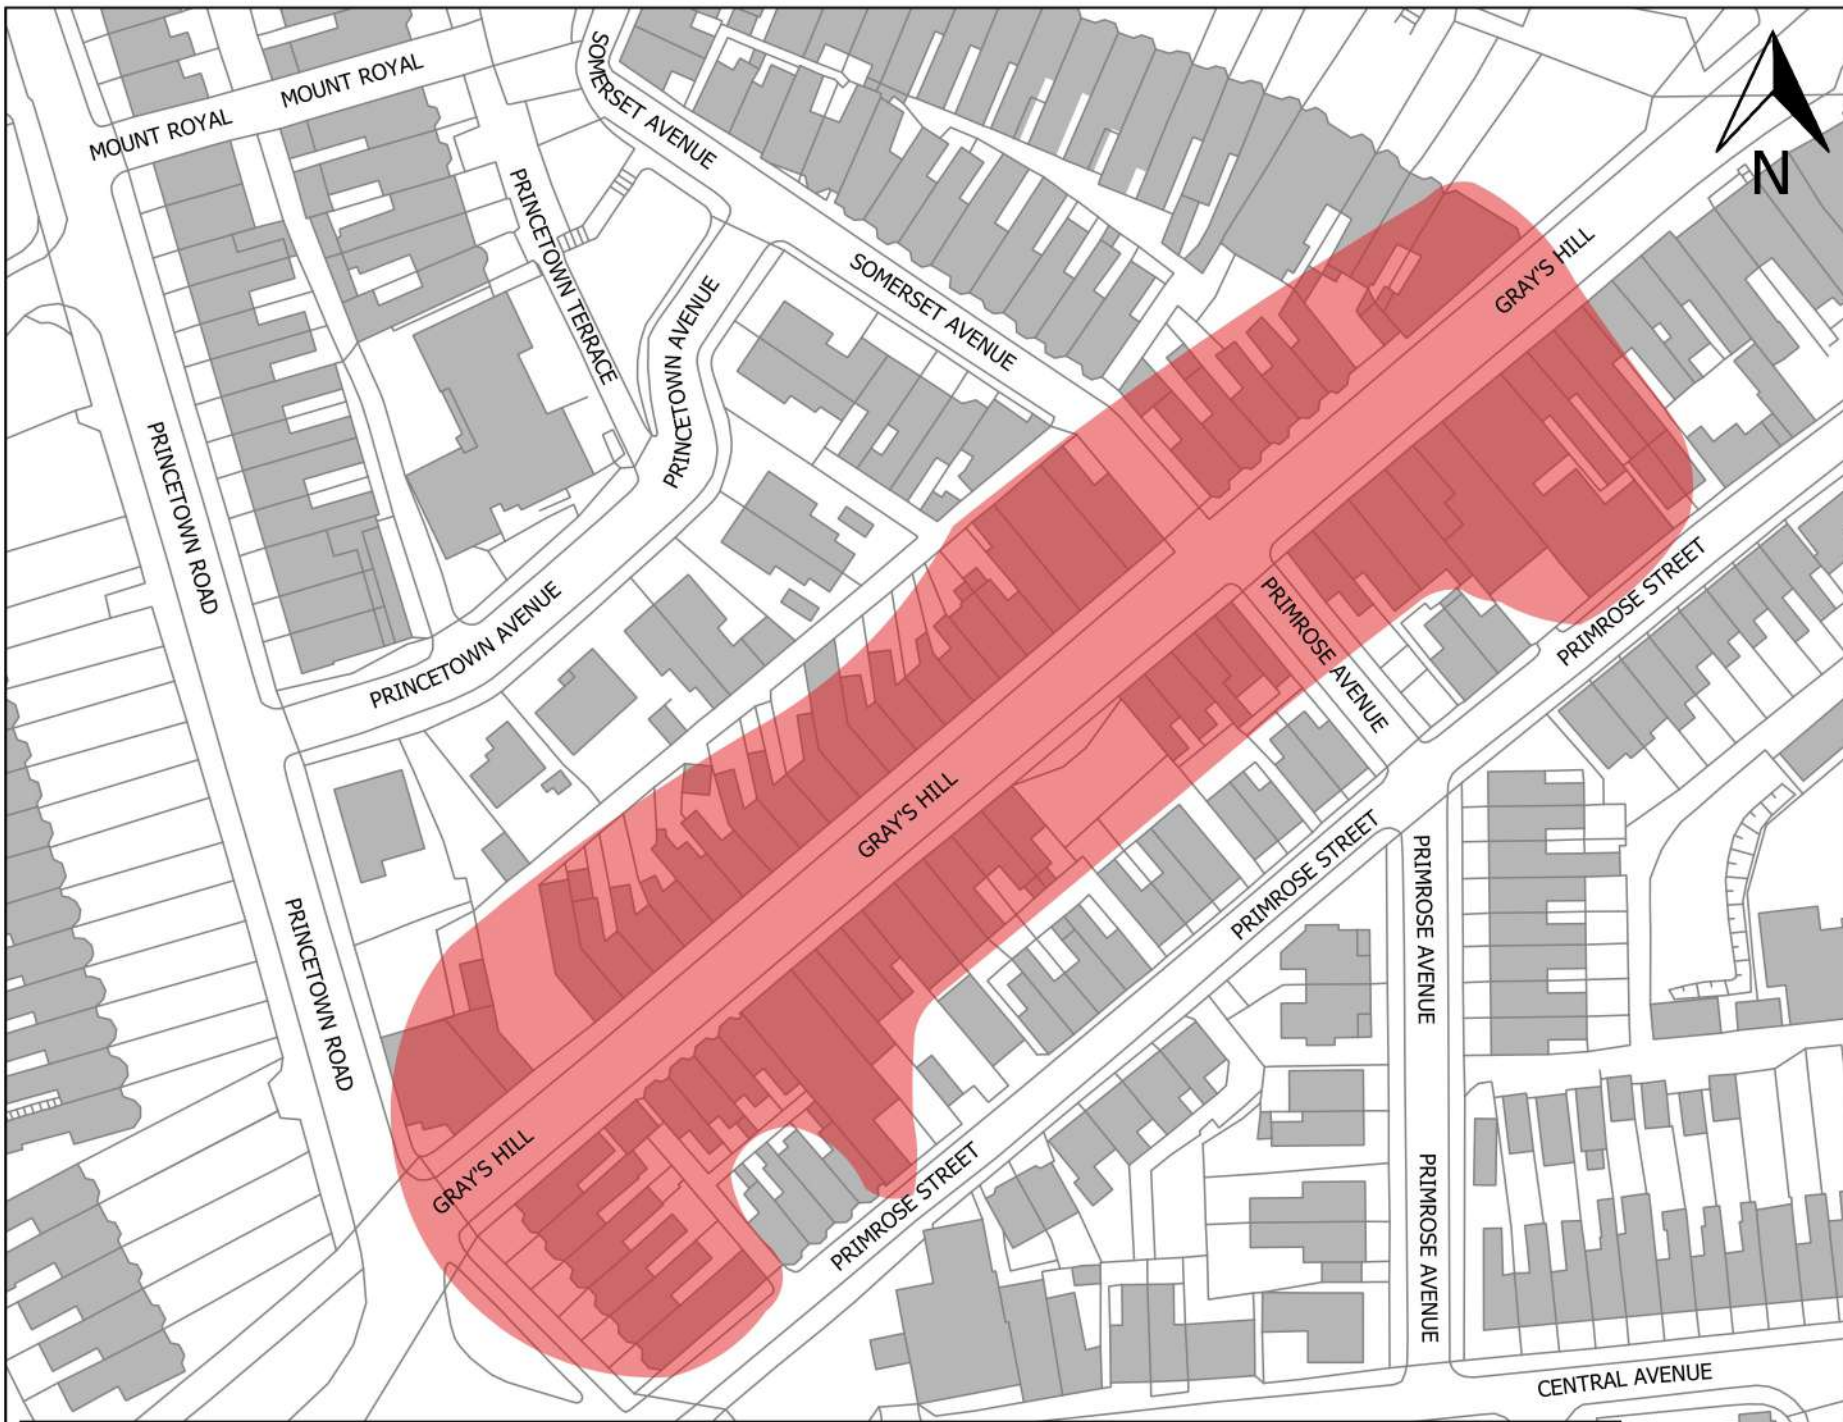 MOUNT ROYAL
MOUNT ROYAL
SOMERSET AVENUE
N
PRINCETOWN TERRACE
SOMERSET AVENUE
GRAY'S HILL
PRINCETOWN AVENUE
PRINCETOWN ROAD
PRINCETOWN AVENUE
PRIMROSE AVENUE
PRIMROSE STREET
GRAY'S HILL
PRIMROSE STREET
PRIMROSE AVENUE
PRINCETOWN ROAD
GRAY'S HILL
PRIMROSE STREET
PRIMROSE AVENUE
CENTRAL AVENUE